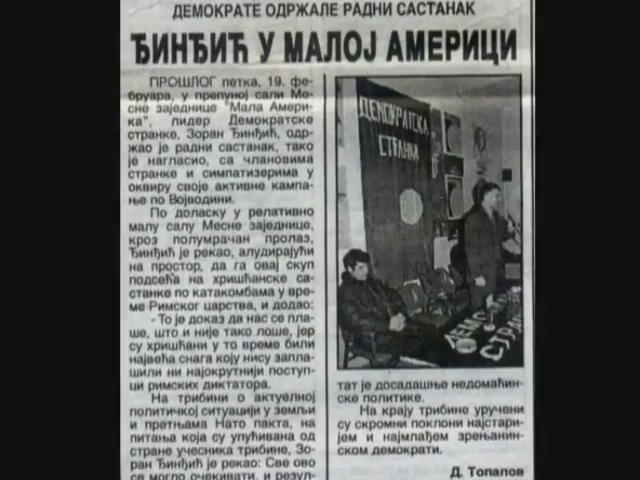 ДЕМОКРАТЕ ОДРЖАЛЕ РАДНИ САСТАНАК
ЂИНЂИЋ У МАЛОЈ АМЕРИЦИ
ПРОШЛОГ петка, 19. фе-
бруара, у препуној сали Ме-
сне заједнице "Мала Амери-
ка", лидер Демократске
странке, Зоран Ђинђић, одр-
жао је радни састанак, тако
је нагласио, са члановима
странке и симпатизерима у
оквиру своје активне кампа-
ње по Војводини.
По доласку у релативно
малу салу Месне заједнице,
кроз полумрачан пролаз,
Ђинђић је рекао, алудирајући
на простор, да га овај скуп
подсећа на хришћанске са-
станке по катакомбама у време
Римског царства, и додао:
- То је доказ да нас се пла-
ше, што и није тако лоше, јер
су хришћани у то време били
највећа снага коју нису запла-
шили ни најокрутнији поступ-
ци римских диктатора.
На трибини о актуелној
политичкој ситуацији у земљи
и претњама Нато пакта, на
питања која су упућивана од
стране учесника трибине, Зо-
ран Ђинђић је рекао: Све ово
се могло очекивати, и резул-
ДЕМОКРАТСКА
СТРАНКА
ДЕМО
СТРАН
тат је досадашње недомаћин-
ске политике.
На крају трибине уручени
су скромни поклони најстари-
јем и најмлађем зрењанин-
ском демократи.
Д. Топалов